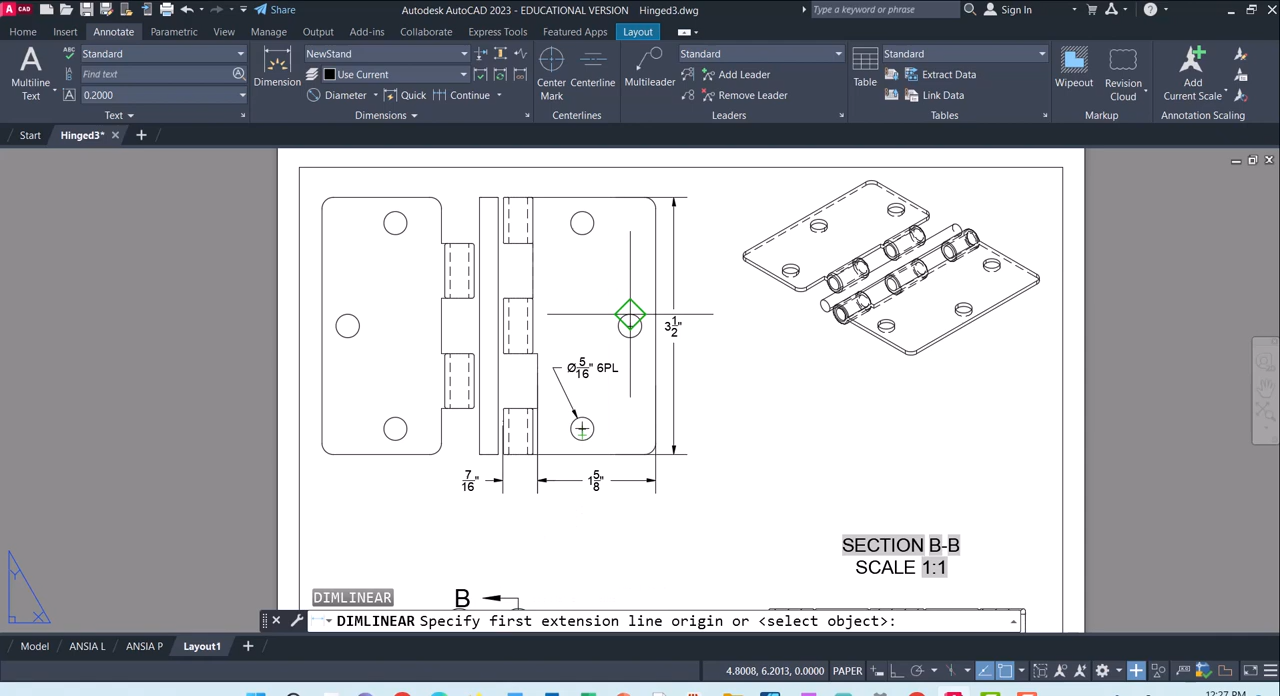 CAD
Share
Autodesk AutoCAD 2023 - EDUCATIONAL VERSION Hinged3.dwg
Type a keyword or phrase
Sign In
Home Insert Annotate Parametric View Manage Output Add-ins Collaborate Express Tools Featured Apps Layout
Multiline
Text
ABC
Standard
Find text
0.2000
Text
Dimension
NewStand
Use Current
Diameter Quick Continue
Dimensions
Center
Mark
Centerline
Centerlines
Multileader
Standard
Add Leader
Remove Leader
Leaders
Table
Standard
Extract Data
Link Data
Tables
Wipeout
Revision
Cloud
Markup
Add
Current Scale
Annotation Scaling
Start Hinged3*
3 1/2"
Ø5/16" 6PL
7/16"
1 5/8"
SECTION B-B
SCALE 1:1
B
DIMLINEAR
DIMLINEAR Specify first extension line origin or <select object>:
Y
X
Model ANSIA L ANSIA P Layout1
4.8008, 6.2013, 0.0000 PAPER
12:27 PM